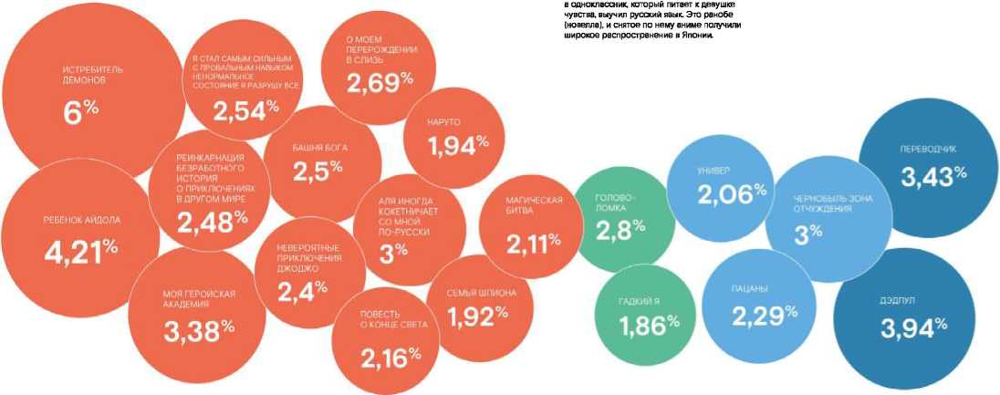 а одноклассник, который питает к девушке
чувства, выучил русский язык. Это ранобе
(новелла), и снятое по нему аниме получили
широкое распространение в Японии.
ИСТРЕБИТЕЛЬ
ДЕМОНОВ
6%
Я СТАЛ САМЫМ СИЛЬНЫМ
С ПРОВАЛЬНЫМ НАВЫКОМ
НЕНОРМАЛЬНОЕ
СОСТОЯНИЕ Я РАЗРУШУ ВСЕ
2,54%
О МОЕМ
ПЕРЕРОЖДЕНИИ
В СЛИЗЬ
2,69%
НАРУТО
1,94%
БАШНЯ БОГА
2,5%
РЕИНКАРНАЦИЯ
БЕЗРАБОТНОГО
ИСТОРИЯ
О ПРИКЛЮЧЕНИЯХ
В ДРУГОМ МИРЕ
2,48%
РЕБЕНОК АЙДОЛА
4,21%
АЛЯ ИНОГДА
КОКЕТНИЧАЕТ
СО МНОЙ
ПО-РУССКИ
3%
МАГИЧЕСКАЯ
БИТВА
2,11%
НЕВЕРОЯТНЫЕ
ПРИКЛЮЧЕНИЯ
ДЖОДЖО
2,4%
МОЯ ГЕРОЙСКАЯ
АКАДЕМИЯ
3,38%
ПОВЕСТЬ
О КОНЦЕ СВЕТА
2,16%
СЕМЬЯ ШПИОНА
1,92%
ГОЛОВО-
ЛОМКА
2,8%
ГАДКИЙ Я
1,86%
УНИВЕР
2,06%
ЧЕРНОБЫЛЬ ЗОНА
ОТЧУЖДЕНИЯ
3%
ПАЦАНЫ
2,29%
ПЕРЕВОДЧИК
3,43%
ДЭДПУЛ
3,94%